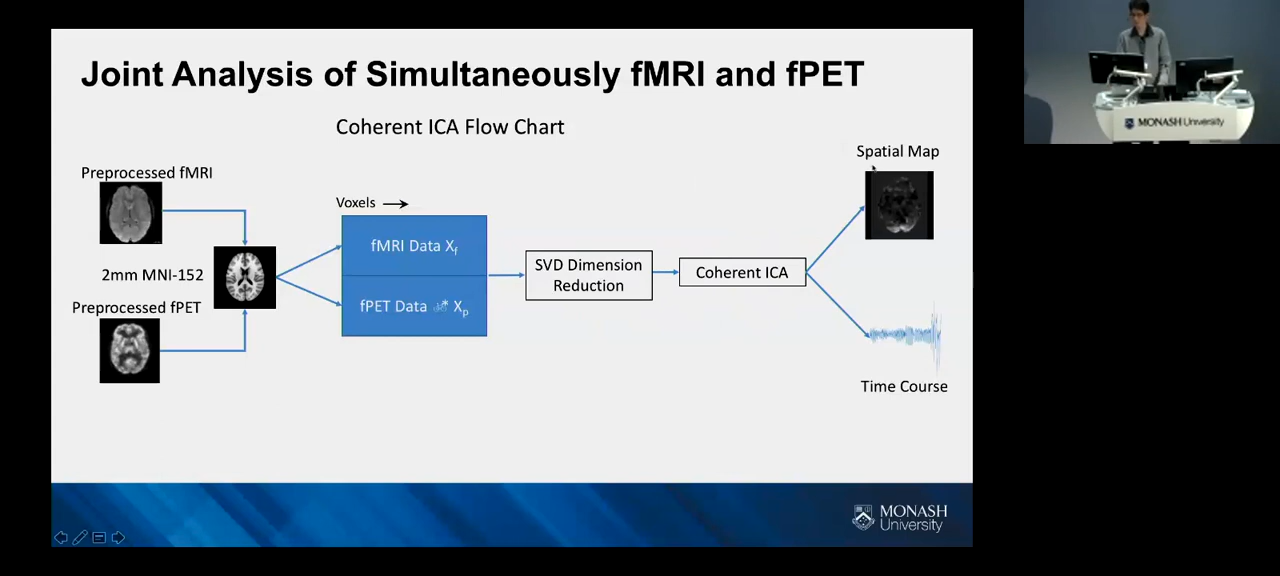 Joint Analysis of Simultaneously fMRI and fPET
Coherent ICA Flow Chart
Preprocessed fMRI
2mm MNI-152
Preprocessed fPET
Voxels
fMRI Data Xf
fPET Data * Xp
SVD Dimension
Reduction
Coherent ICA
Spatial Map
Time Course
MONASH
University
MONASH University